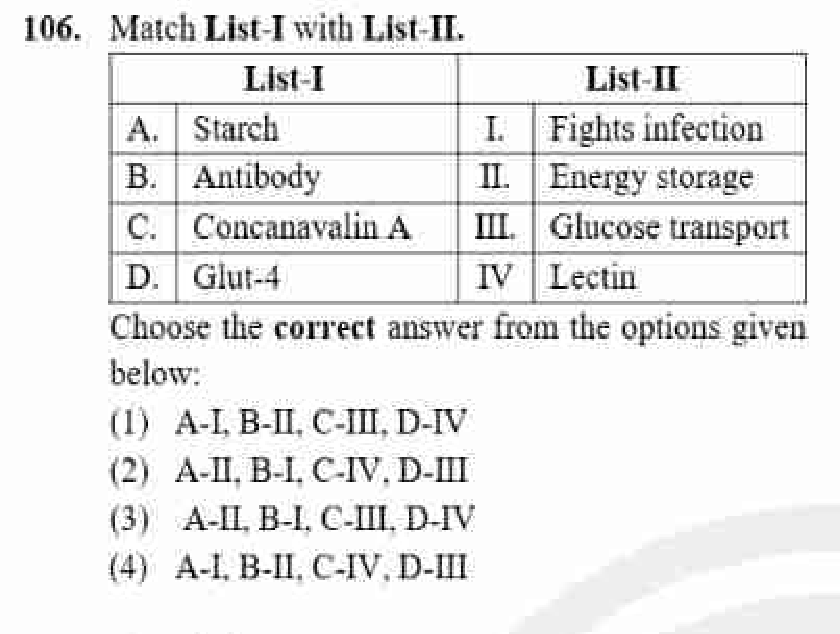 106. Match List-I with List-II.
List-I List-II
A. Starch I. Fights infection
B. Antibody II. Energy storage
C. Concanavalin A III. Glucose transport
D. Glut-4 IV Lectin
Choose the correct answer from the options given
below:
(1) A-I, B-II, C-III, D-IV
(2) A-II, B-I, C-IV, D-III
(3) A-II, B-I, C-III, D-IV
(4) A-I, B-II, C-IV, D-III